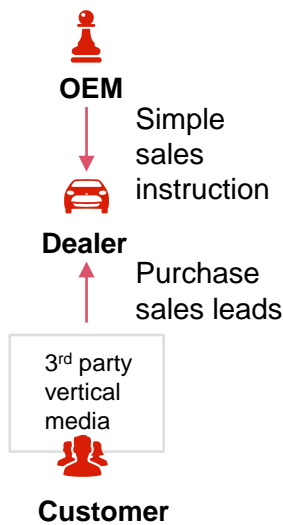 OEM
Simple
sales
instruction
Dealer
Purchase
sales leads
3rd party
vertical
media
Customer